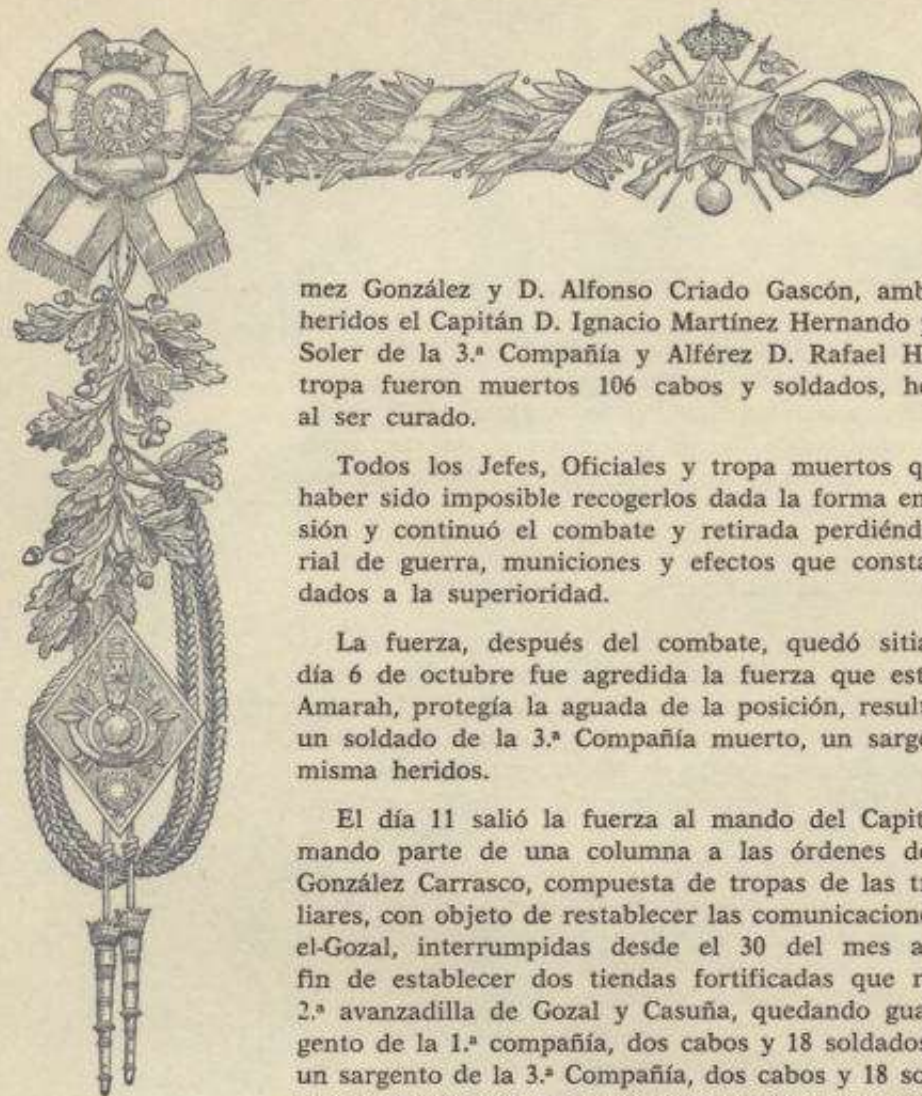 mez González y D. Alfonso Criado Gascón, amb
heridos el Capitán D. Ignacio Martínez Hernando
Soler de la 3.ª Compañía y Alférez D. Rafael H
tropa fueron muertos 106 cabos y soldados, he
al ser curado.
Todos los Jefes, Oficiales y tropa muertos q
haber sido imposible recogerlos dada la forma en
sión y continuó el combate y retirada perdiénd
rial de guerra, municiones y efectos que consta
dados a la superioridad.
La fuerza, después del combate, quedó sitia
día 6 de octubre fue agredida la fuerza que est
Amarah, protegía la aguada de la posición, result
un soldado de la 3.ª Compañía muerto, un sarge
misma heridos.
El día 11 salió la fuerza al mando del Capit
mando parte de una columna a las órdenes de
González Carrasco, compuesta de tropas de las t
liares, con objeto de restablecer las comunicacione
el-Gozal, interrumpidas desde el 30 del mes a
fin de establecer dos tiendas fortificadas que r
2.ª avanzadilla de Gozal y Casuña, quedando gua
gento de la 1.ª compañía, dos cabos y 18 soldados
un sargento de la 3.ª Compañía, dos cabos y 18 so